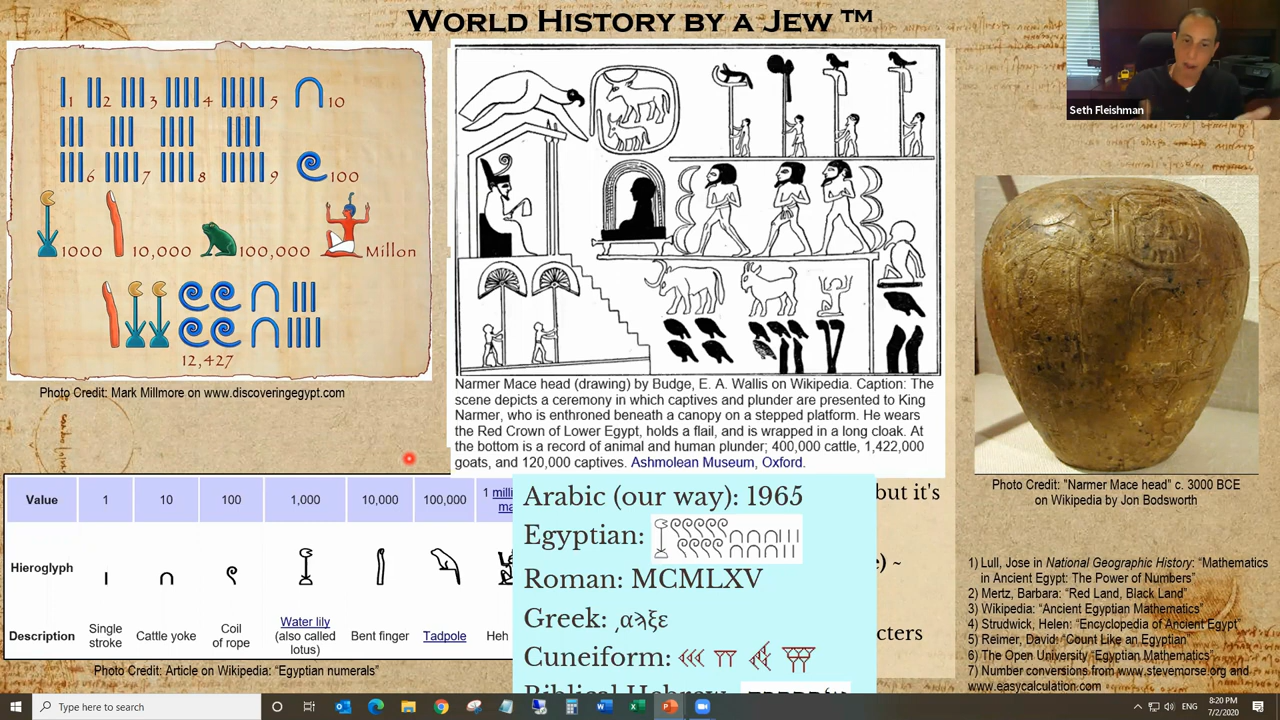 WORLD HISTORY BY A JEW ™
Seth Fleishman
1 2 3 4 5 10
6 7 8 9 100
1000 10,000 100,000 Millon
12,427
Photo Credit: Mark Millmore on www.discoveringegypt.com
Narmer Mace head (drawing) by Budge, E. A. Wallis on Wikipedia. Caption: The
scene depicts a ceremony in which captives and plunder are presented to King
Narmer, who is enthroned beneath a canopy on a stepped platform. He wears
the Red Crown of Lower Egypt, holds a flail, and is wrapped in a long cloak. At
the bottom is a record of animal and human plunder; 400,000 cattle, 1,422,000
goats, and 120,000 captives. Ashmolean Museum, Oxford.
Photo Credit: "Narmer Mace head" c. 3000 BCE
on Wikipedia by Jon Bodsworth
Value 1 10 100 1,000 10,000 100,000 1
Hieroglyph
Description Single stroke Cattle yoke Coil of rope Water lily (also called lotus) Bent finger Tadpole Heh
Photo Credit: Article on Wikipedia: "Egyptian numerals"
but it's
) ~
Arabic (our way): 1965
Egyptian:
Roman: MCMLXV
Greek: ͵αϡξε
Cuneiform:
Biblical Hebrew:
1) Lull, Jose in National Geographic History: "Mathematics
in Ancient Egypt: The Power of Numbers"
2) Mertz, Barbara: "Red Land, Black Land"
3) Wikipedia: "Ancient Egyptian Mathematics"
4) Strudwick, Helen: "Encyclopedia of Ancient Egypt"
5) Reimer, David: "Count Like an Egyptian"
6) The Open University "Egyptian Mathematics"
7) Number conversions from www.stevemorse.org and
www.easycalculation.com
Type here to search
ENG
8:20 PM
7/2/2020